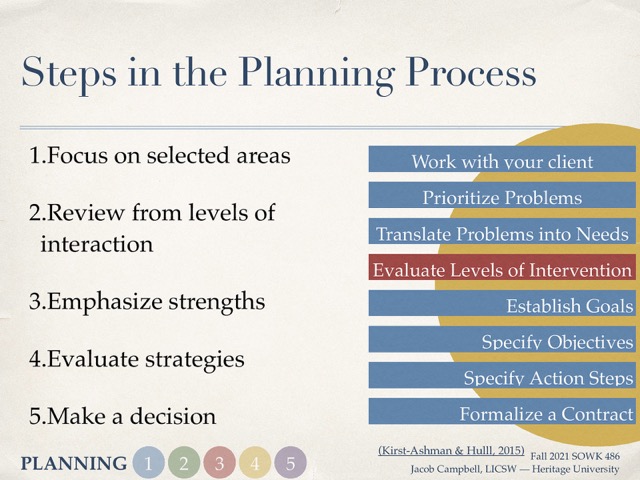 Steps in the Planning Process
1.Focus on selected areas
2.Review from levels of
interaction
3.Emphasize strengths
4.Evaluate strategies
5.Make a decision
Work with your client
Prioritize Problems
Translate Problems into Needs
Evaluate Levels of Intervention
Establish Goals
Specify Objectives
Specify Action Steps
Formalize a Contract
PLANNING 1 2 3 4 5
(Kirst-Ashman & Hulll, 2015) Fall 2021 SOWK 486
Jacob Campbell, LICSW — Heritage University